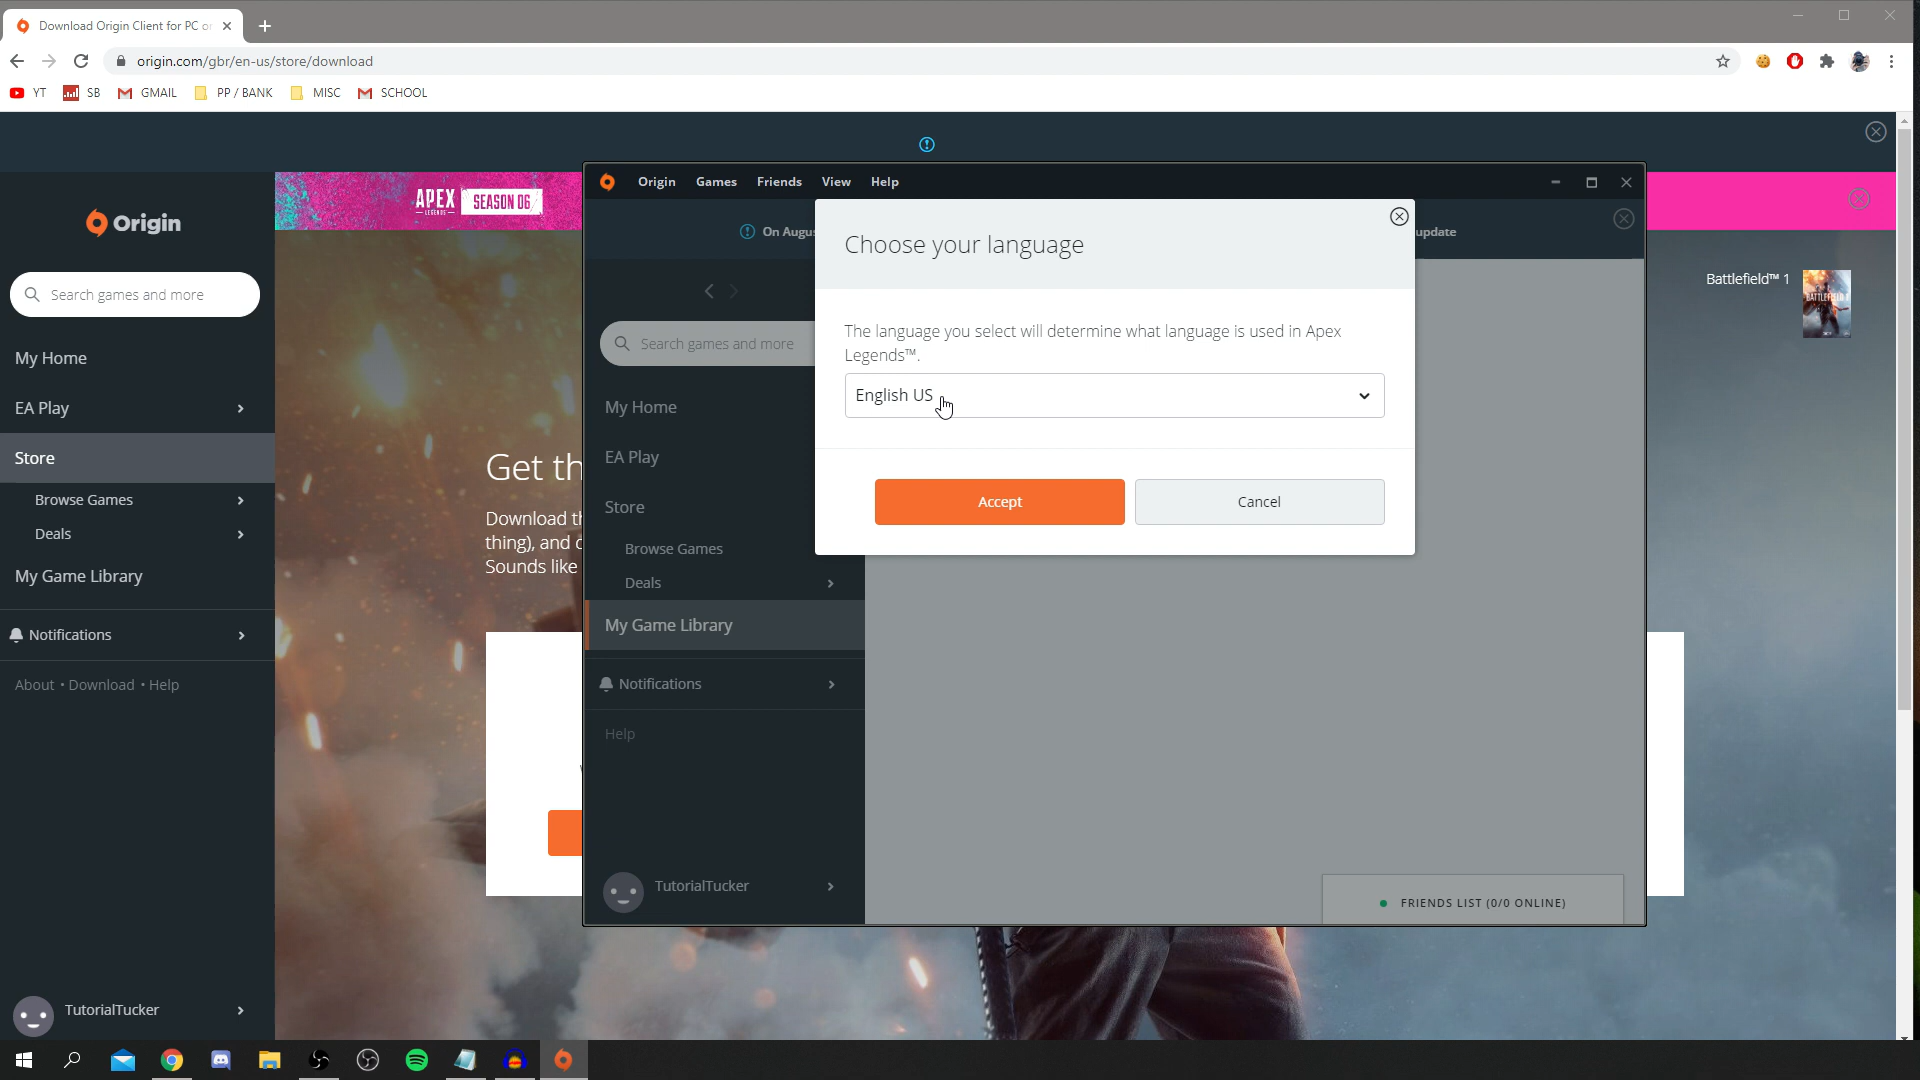 Download Origin Client for PC or
origin.com/gbr/en-us/store/download
YT
SB
GMAIL
PP / BANK
MISC
SCHOOL
Origin
Search games and more
My Home
EA Play
Store
Browse Games
Deals
My Game Library
Notifications
About • Download • Help
TutorialTucker
APEX
LEGENDS
SEASON 06
Get th
Download th
thing), and
Sounds like
Battlefield™ 1
BATTLEFIELD 1
Origin Games Friends View Help
On Augu
update
Search games and more
My Home
EA Play
Store
Browse Games
Deals
My Game Library
Notifications
Help
TutorialTucker
Choose your language
The language you select will determine what language is used in Apex
Legends™.
English US
Accept
Cancel
FRIENDS LIST (0/0 ONLINE)